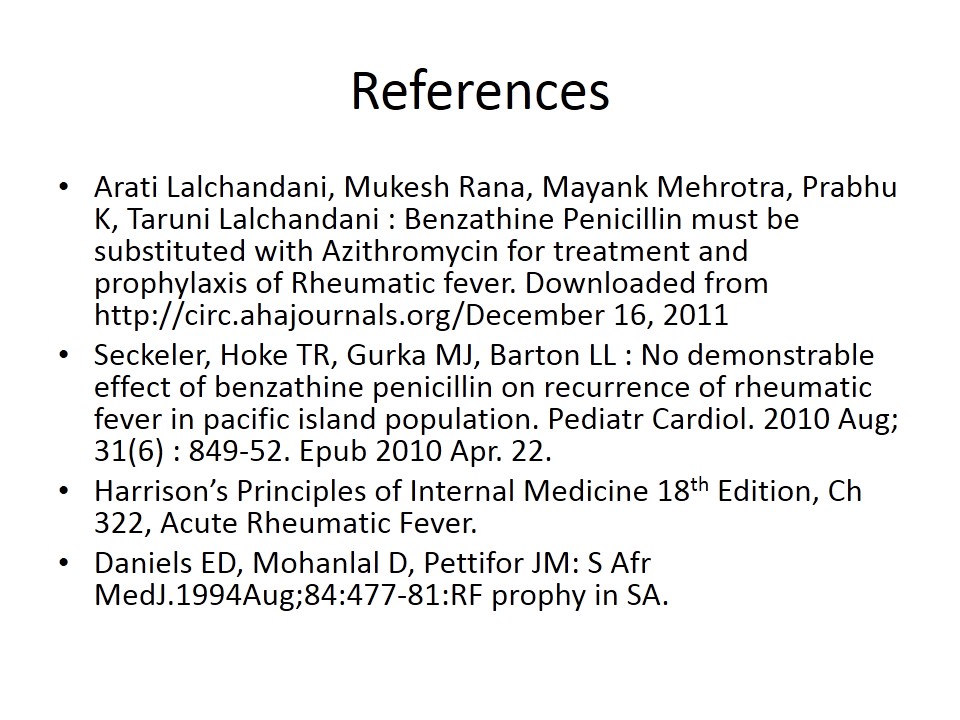 References
• Arati Lalchandani, Mukesh Rana, Mayank Mehrotra, Prabhu
K, Taruni Lalchandani : Benzathine Penicillin must be
substituted with Azithromycin for treatment and
prophylaxis of Rheumatic fever. Downloaded from
http://circ.ahajournals.org/December 16, 2011
• Seckeler, Hoke TR, Gurka MJ, Barton LL : No demonstrable
effect of benzathine penicillin on recurrence of rheumatic
fever in pacific island population. Pediatr Cardiol. 2010 Aug;
31(6) : 849-52. Epub 2010 Apr. 22.
• Harrison’s Principles of Internal Medicine 18th Edition, Ch
322, Acute Rheumatic Fever.
• Daniels ED, Mohanlal D, Pettifor JM: S Afr
MedJ.1994Aug;84:477-81:RF prophy in SA.